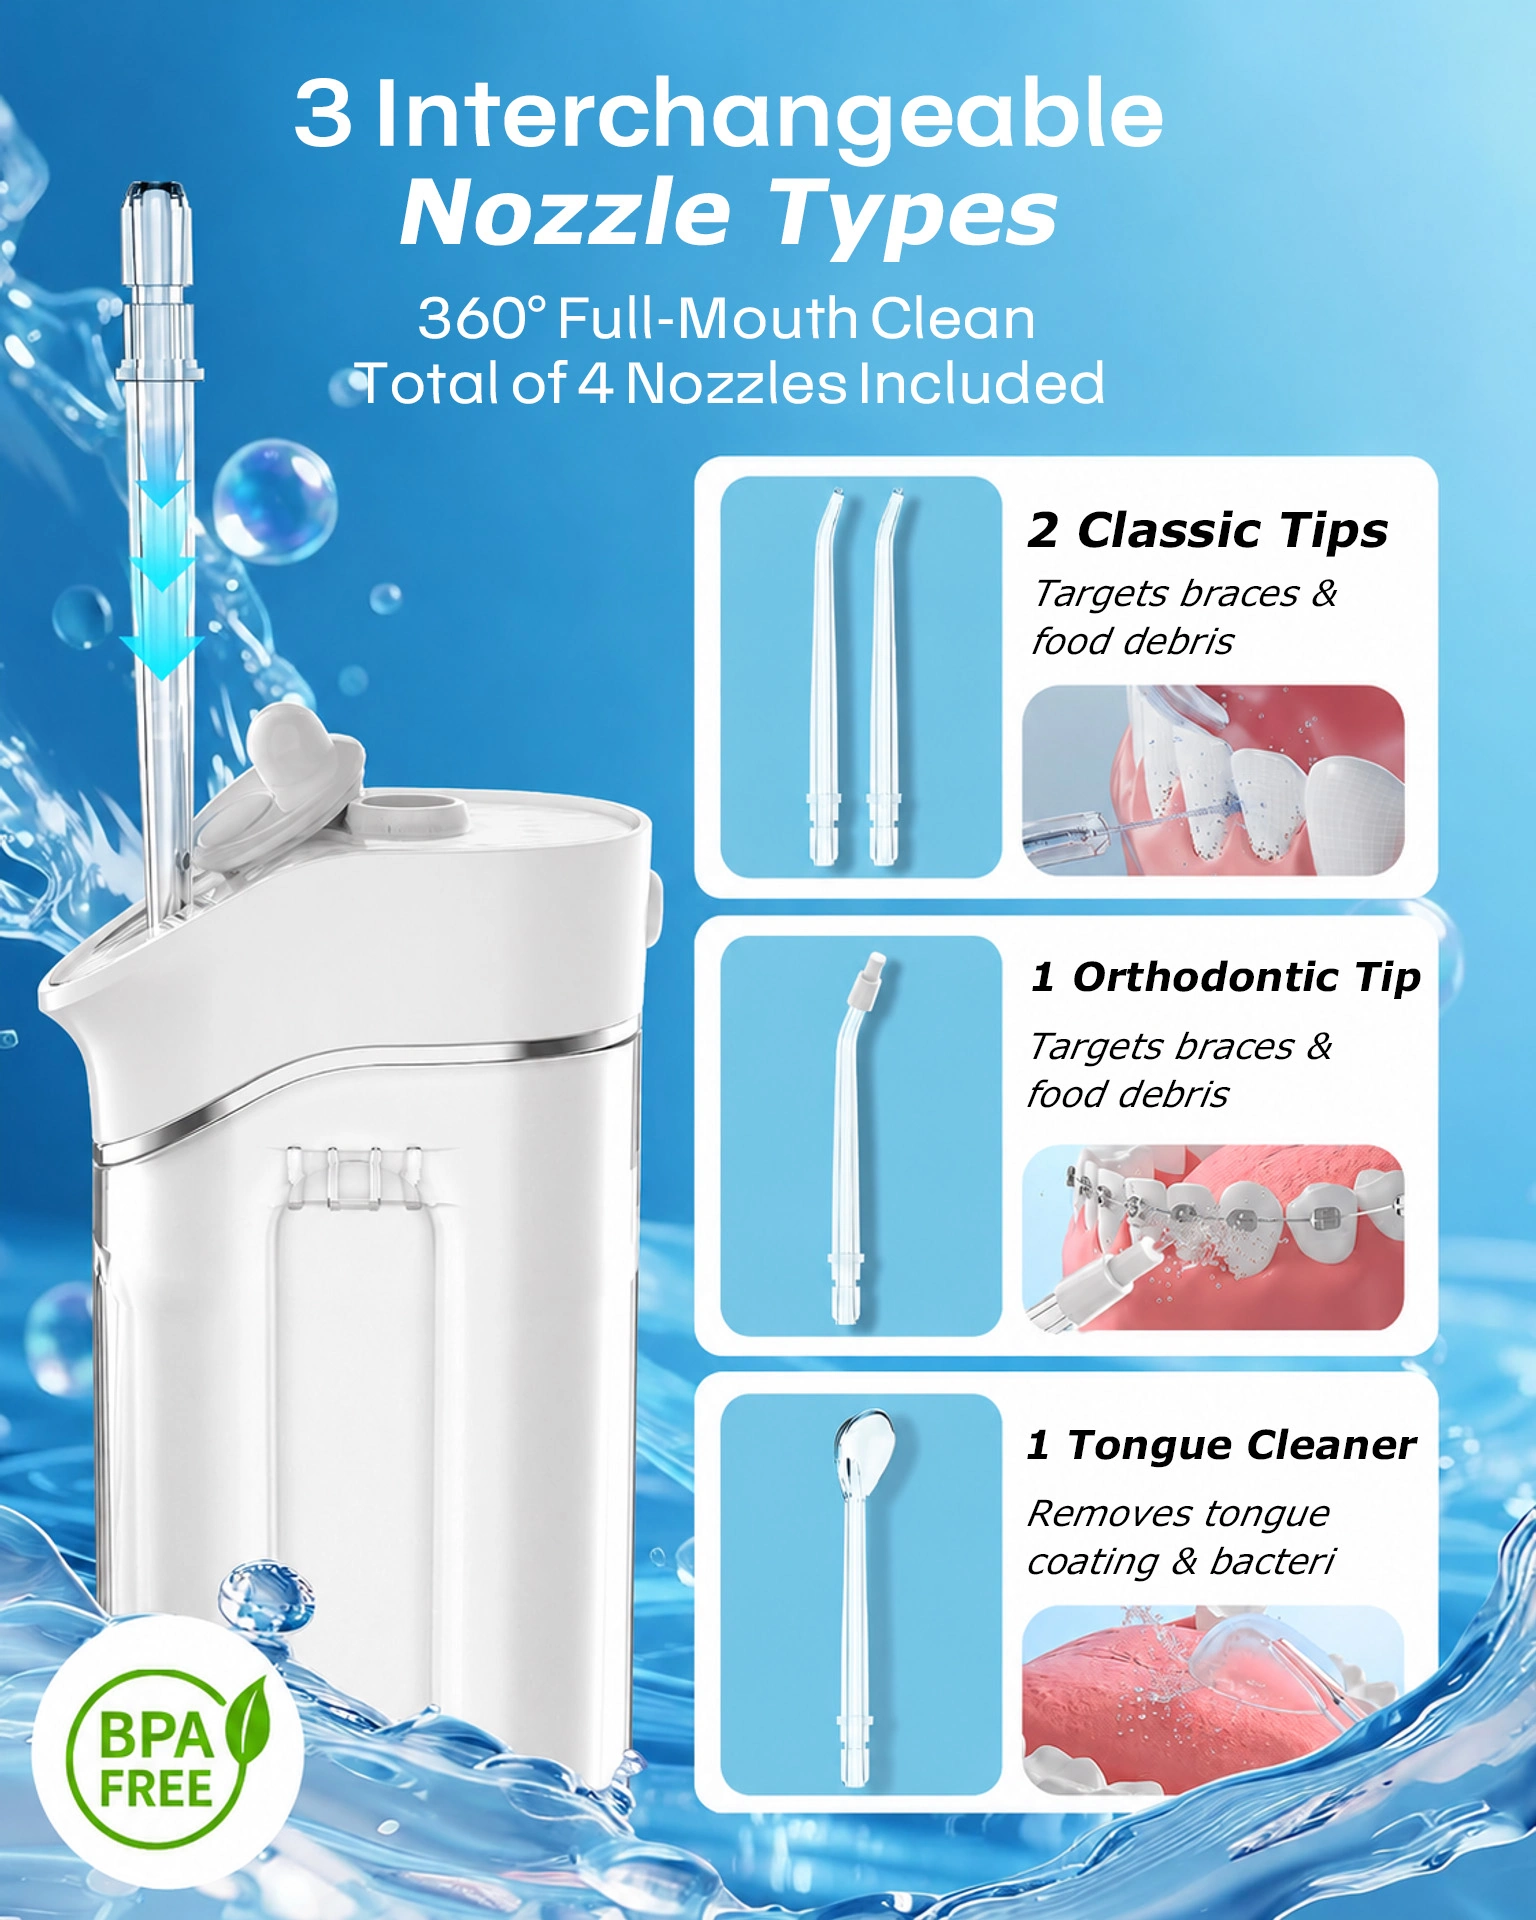 3 Interchangeable
Nozzle Types
360° Full-Mouth Clean
Total of 4 Nozzles Included
2 Classic Tips
Targets braces &
food debris
1 Orthodontic Tip
Targets braces &
food debris
1 Tongue Cleaner
Removes tongue
coating & bacteri
BPA
FREE